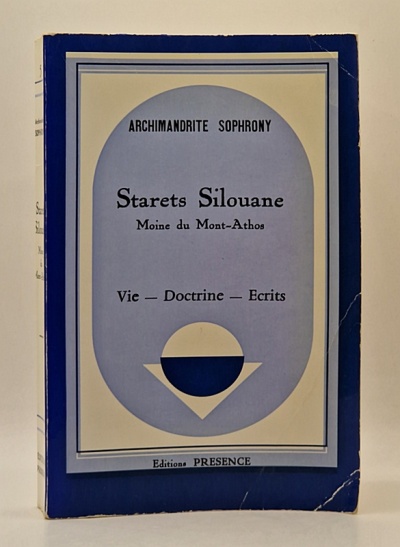 ARCHIMANDRITE SOPHRONY
Starets Silouane
Moine du Mont-Athos
Vie — Doctrine — Ecrits
Editions PRESENCE